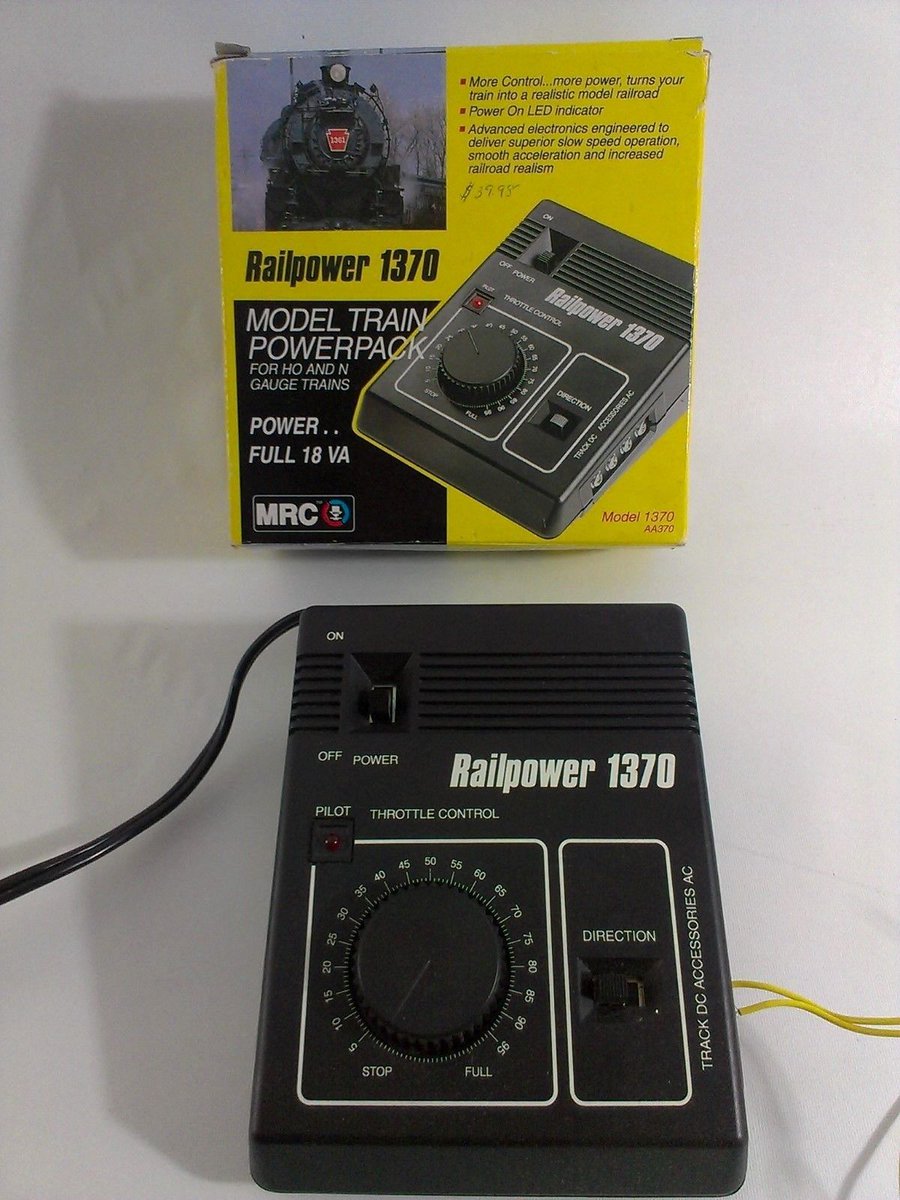 1361
▪ More Control...more power, turns your
train into a realistic model railroad
▪ Power On LED indicator
▪ Advanced electronics engineered to
deliver superior slow speed operation,
smooth acceleration and increased
railroad realism
$39.98
Railpower 1370
MODEL TRAIN
POWERPACK
FOR HO AND N
GAUGE TRAINS
POWER . .
FULL 18 VA
MRC™
ON
OFF POWER
Railpower 1370
PILOT THROTTLE CONTROL
STOP FULL
DIRECTION
TRACK DC ACCESSORIES AC
Model 1370
AA370
ON
OFF POWER
Railpower 1370
PILOT THROTTLE CONTROL
5 10 15 20 25 30 35 40 45 50 55 60 65 70 75 80 85 90 95
STOP FULL
DIRECTION
TRACK DC ACCESSORIES AC